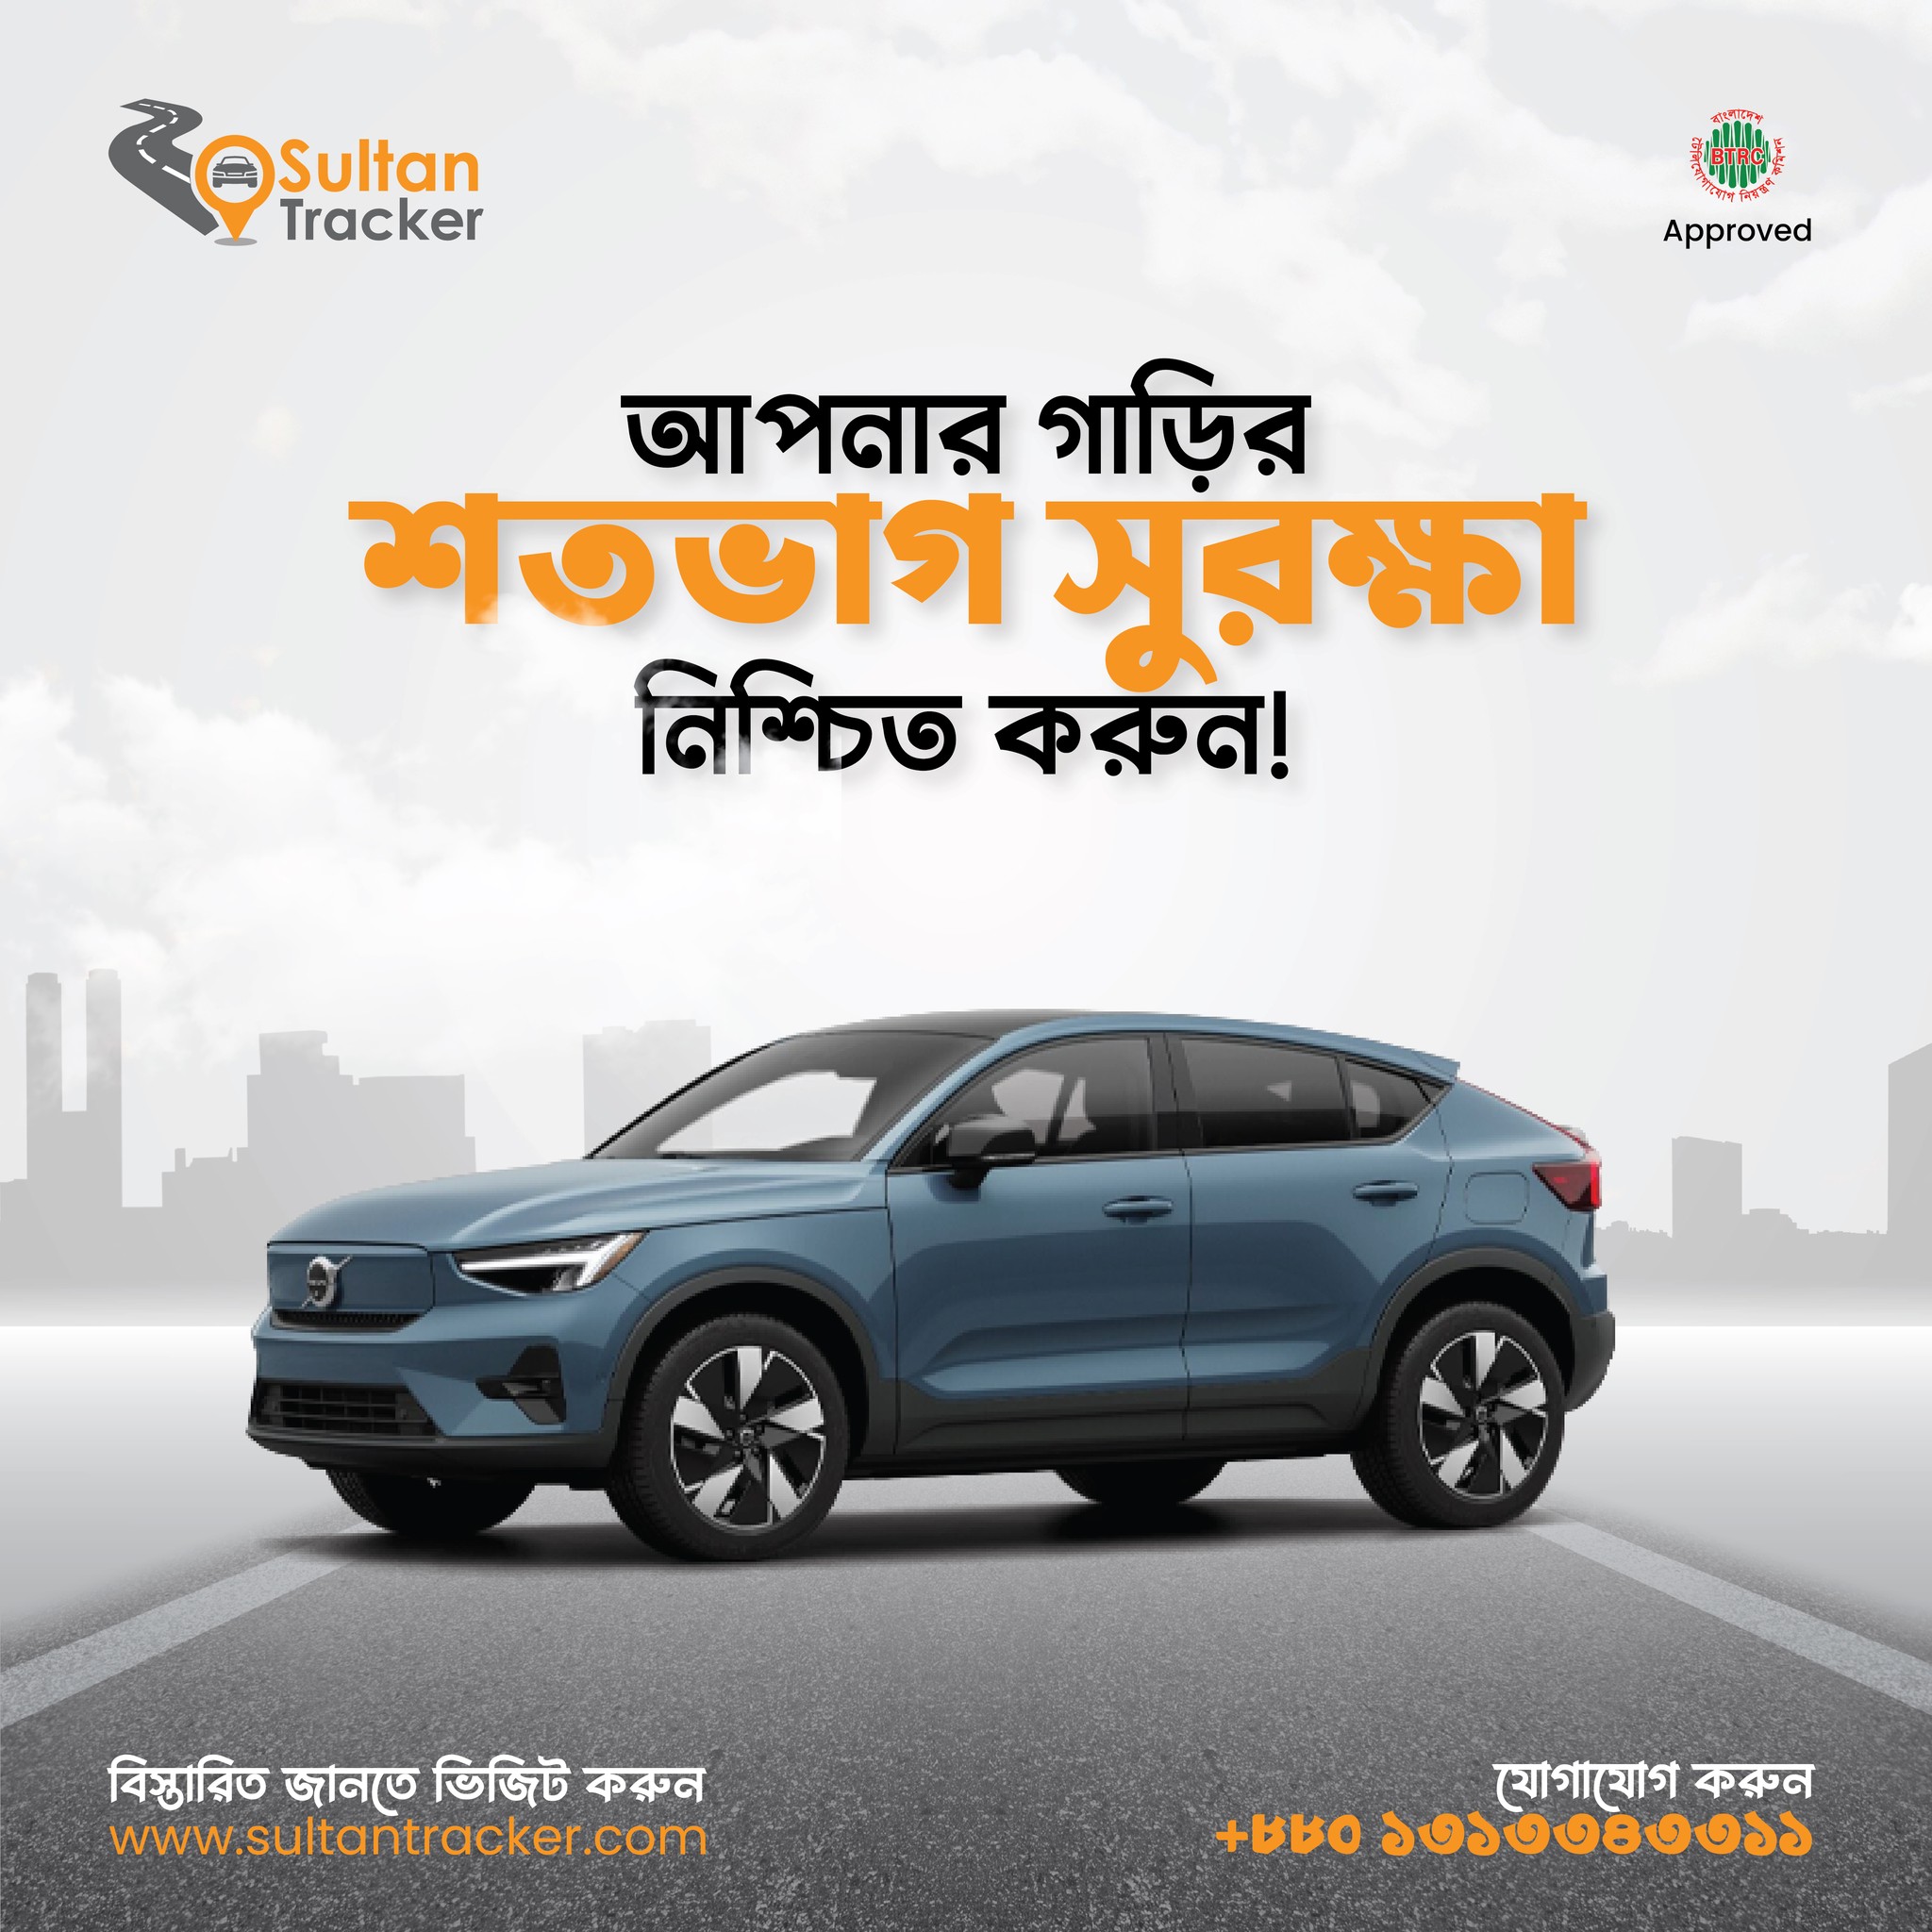 Sultan
Tracker
বাংলাদেশ
টেলিযোগাযোগ নিয়ন্ত্রণ কমিশন
BTRC
Approved
আপনার গাড়ির
শতভাগ সুরক্ষা
নিশ্চিত করুন!
বিস্তারিত জানতে ভিজিট করুন
www.sultantracker.com
যোগাযোগ করুন
+৮৮০ ১৩১৩৩৪৩৩১১